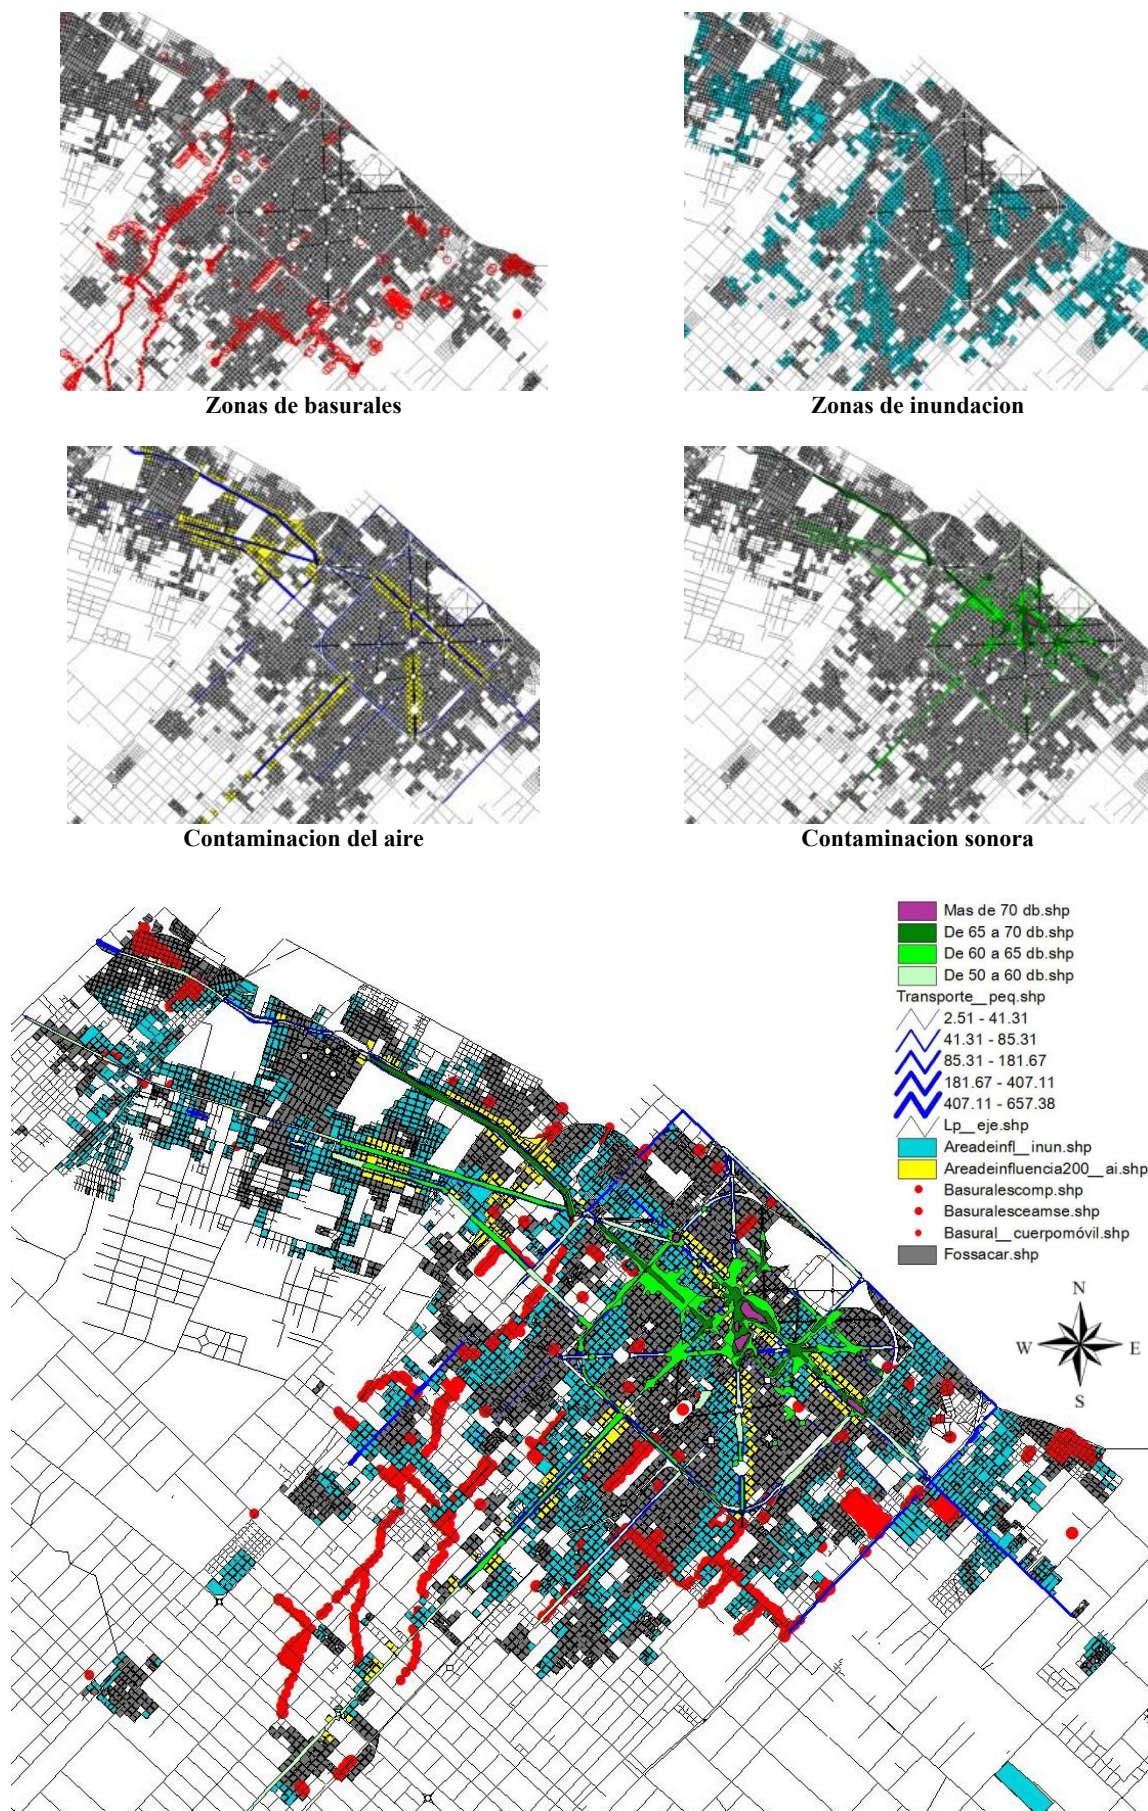 Zonas de basurales
Zonas de inundacion
Contaminacion del aire
Contaminacion sonora
Mas de 70 db.shp
De 65 a 70 db.shp
De 60 a 65 db.shp
De 50 a 60 db.shp
Transporte__peq.shp
2.51 - 41.31
41.31 - 85.31
85.31 - 181.67
181.67 - 407.11
407.11 - 657.38
Lp__eje.shp
Areadeinfl__inun.shp
Areadeinfluencia200__ai.shp
Basuralescomp.shp
Basuralesceamse.shp
Basural__cuerpomóvil.shp
Fossacar.shp
N
W
E
S